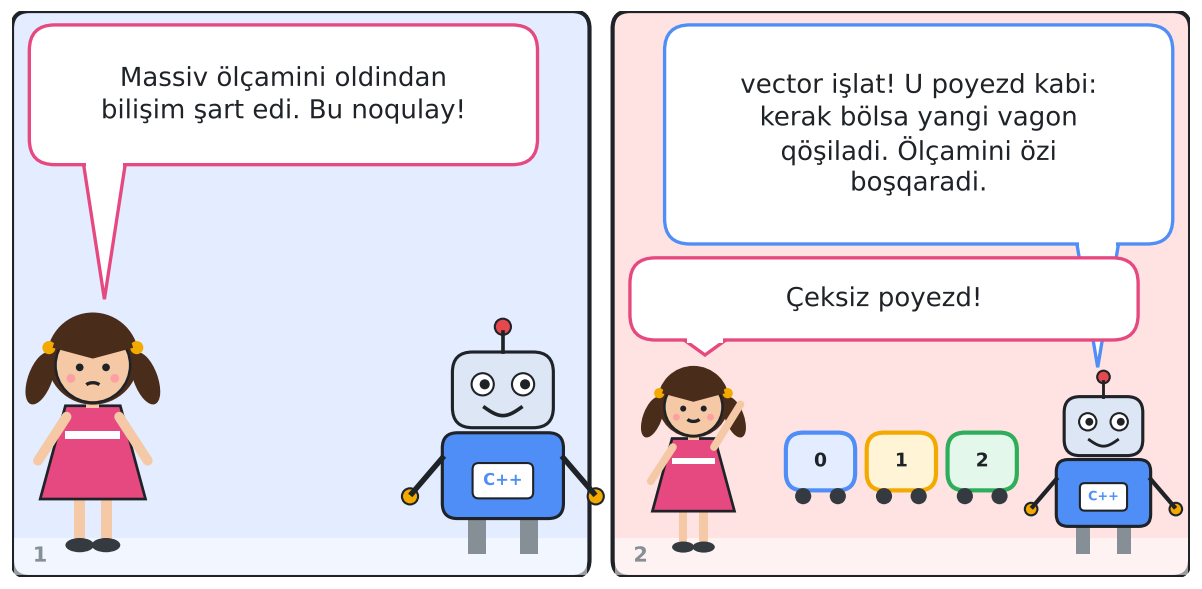 Massiv ölçamini oldindan
bilişim şart edi. Bu noqulay!
C++
1
vector işlat! U poyezd kabi:
kerak bölsa yangi vagon
qöşiladi. Ölçamini özi
boşqaradi.
Çeksiz poyezd!
0
1
2
C++
2